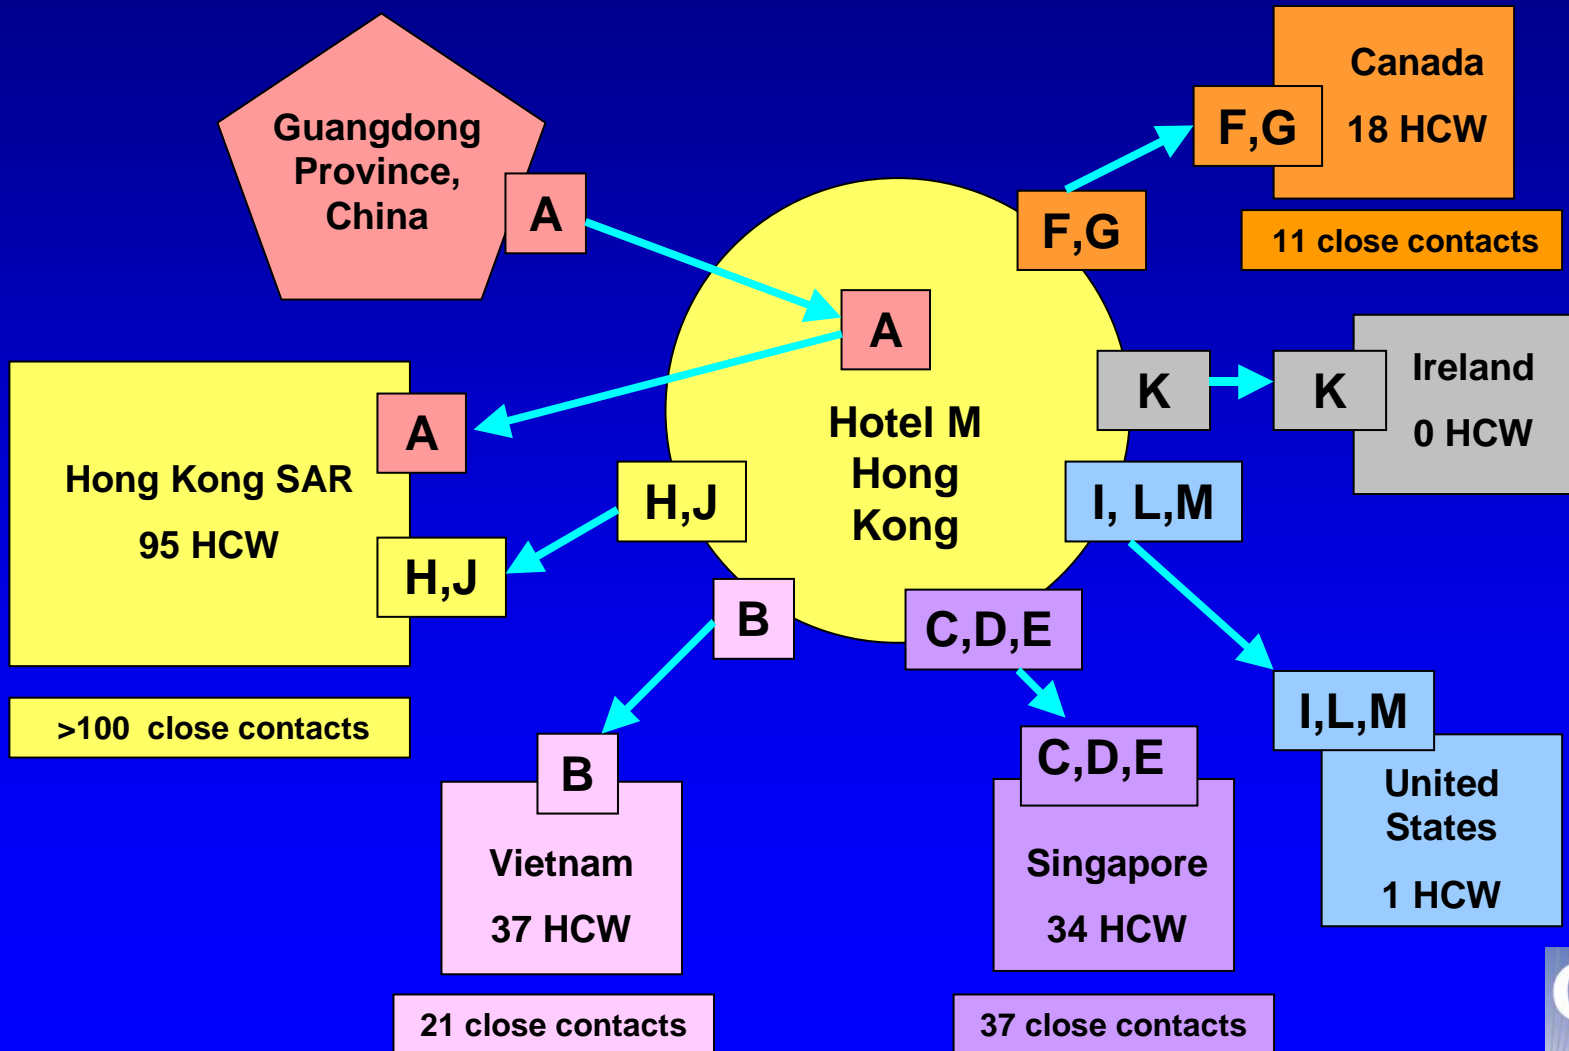 Guangdong
Province,
China
A
A
Hotel M
Hong
Kong
F,G
F,G
Canada
18 HCW
11 close contacts
K
K
Ireland
0 HCW
I, L,M
I,L,M
United
States
1 HCW
C,D,E
C,D,E
Singapore
34 HCW
37 close contacts
B
B
Vietnam
37 HCW
21 close contacts
H,J
H,J
A
Hong Kong SAR
95 HCW
>100  close contacts